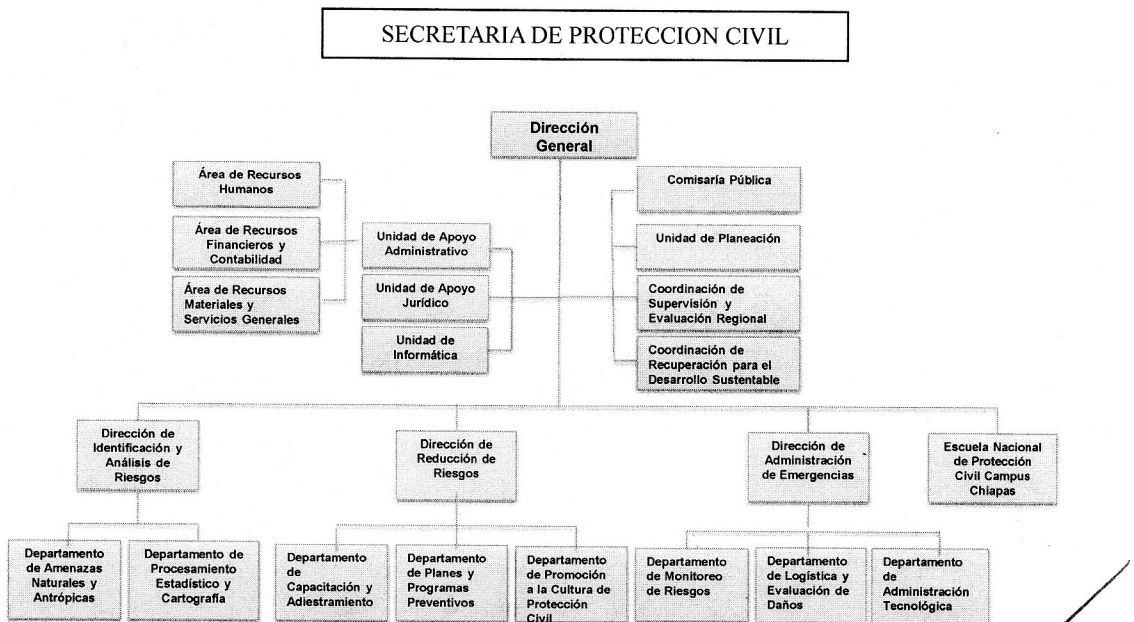 SECRETARIA DE PROTECCION CIVIL
Dirección
General
Área de Recursos
Humanos
Área de Recursos
Financieros y
Contabilidad
Área de Recursos
Materiales y
Servicios Generales
Unidad de Apoyo
Administrativo
Unidad de Apoyo
Jurídico
Unidad de
Informática
Comisaría Pública
Unidad de Planeación
Coordinación de
Supervisión y
Evaluación Regional
Coordinación de
Recuperación para el
Desarrollo Sustentable
Dirección de
Identificación y
Análisis de
Riesgos
Dirección de
Reducción de
Riesgos
Dirección de
Administración
de Emergencias
Escuela Nacional
de Protección
Civil Campus
Chiapas
Departamento
de Amenazas
Naturales y
Antrópicas
Departamento de
Procesamiento
Estadístico y
Cartografía
Departamento
de
Capacitación y
Adiestramiento
Departamento
de Planes y
Programas
Preventivos
Departamento
de Promoción
a la Cultura de
Protección
Civil
Departamento
de Monitoreo
de Riesgos
Departamento
de Logística y
Evaluación de
Daños
Departamento
de
Administración
Tecnológica